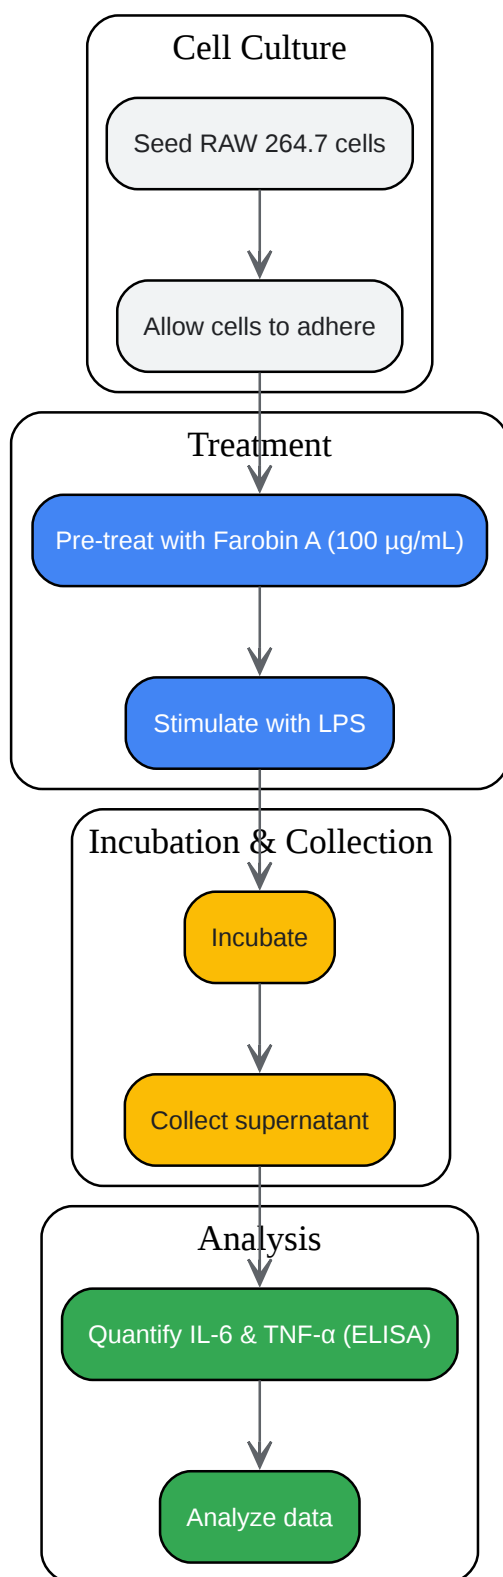 Cell Culture
Seed RAW 264.7 cells
Allow cells to adhere
Treatment
Pre-treat with Farobin A (100 µg/mL)
Stimulate with LPS
Incubation & Collection
Incubate
Collect supernatant
Analysis
Quantify IL-6 & TNF-α (ELISA)
Analyze data